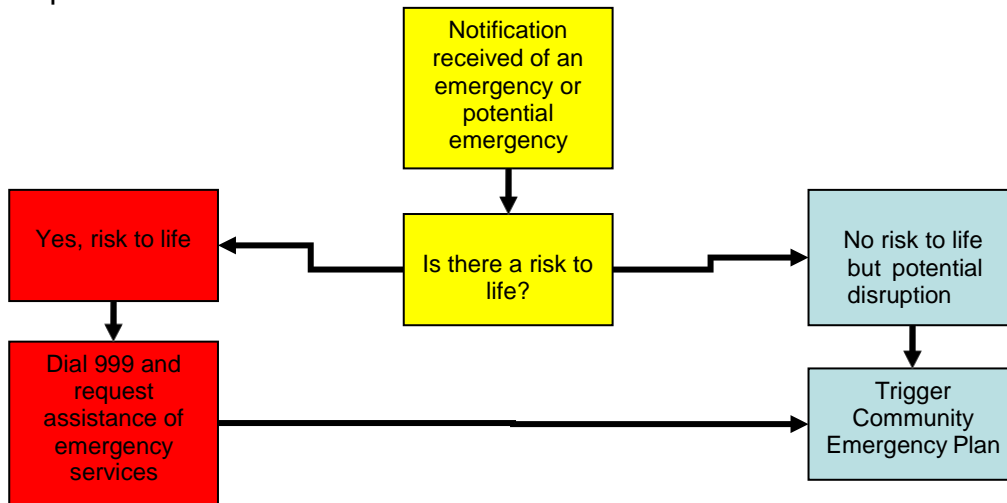 Notification
received of an
emergency or
potential
emergency
Yes, risk to life
Is there a risk to
life?
No risk to life
but potential
disruption
Dial 999 and
request
assistance of
emergency
services
Trigger
Community
Emergency Plan